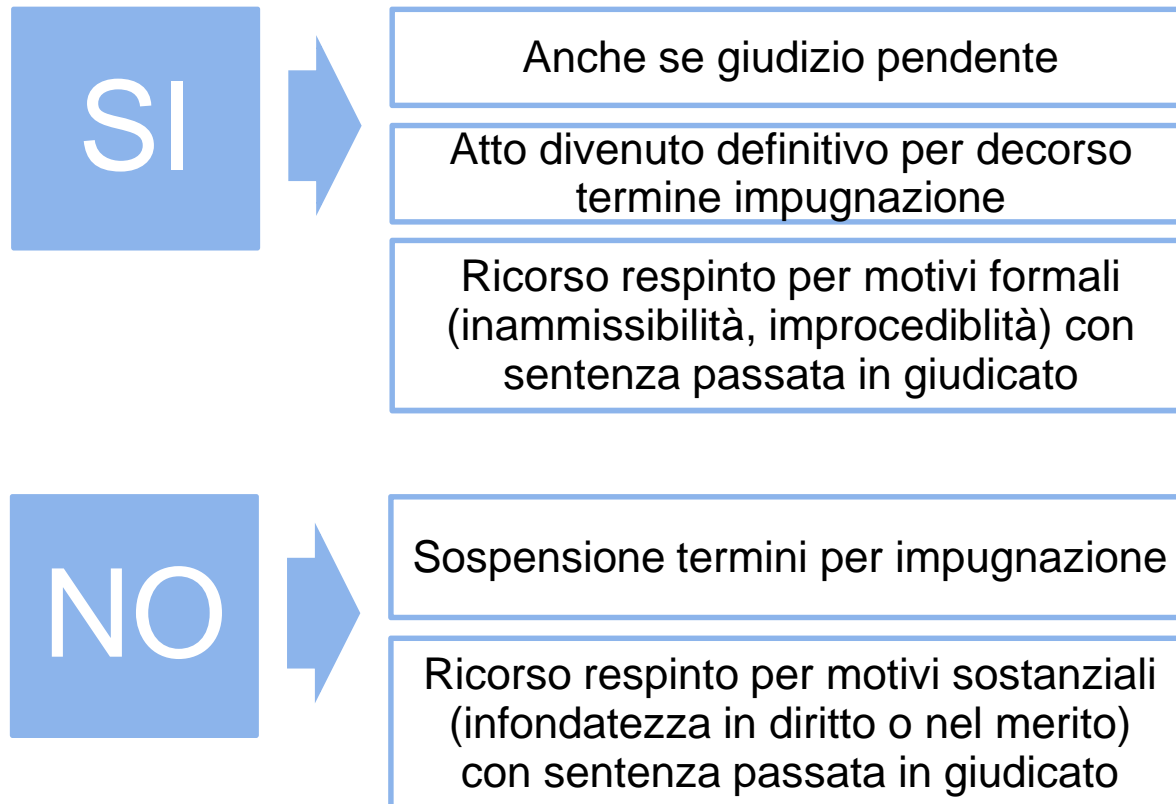 SI
Anche se giudizio pendente
Atto divenuto definitivo per decorso
termine impugnazione
Ricorso respinto per motivi formali
(inammissibilità, improcediblità) con
sentenza passata in giudicato
NO
Sospensione termini per impugnazione
Ricorso respinto per motivi sostanziali
(infondatezza in diritto o nel merito)
con sentenza passata in giudicato